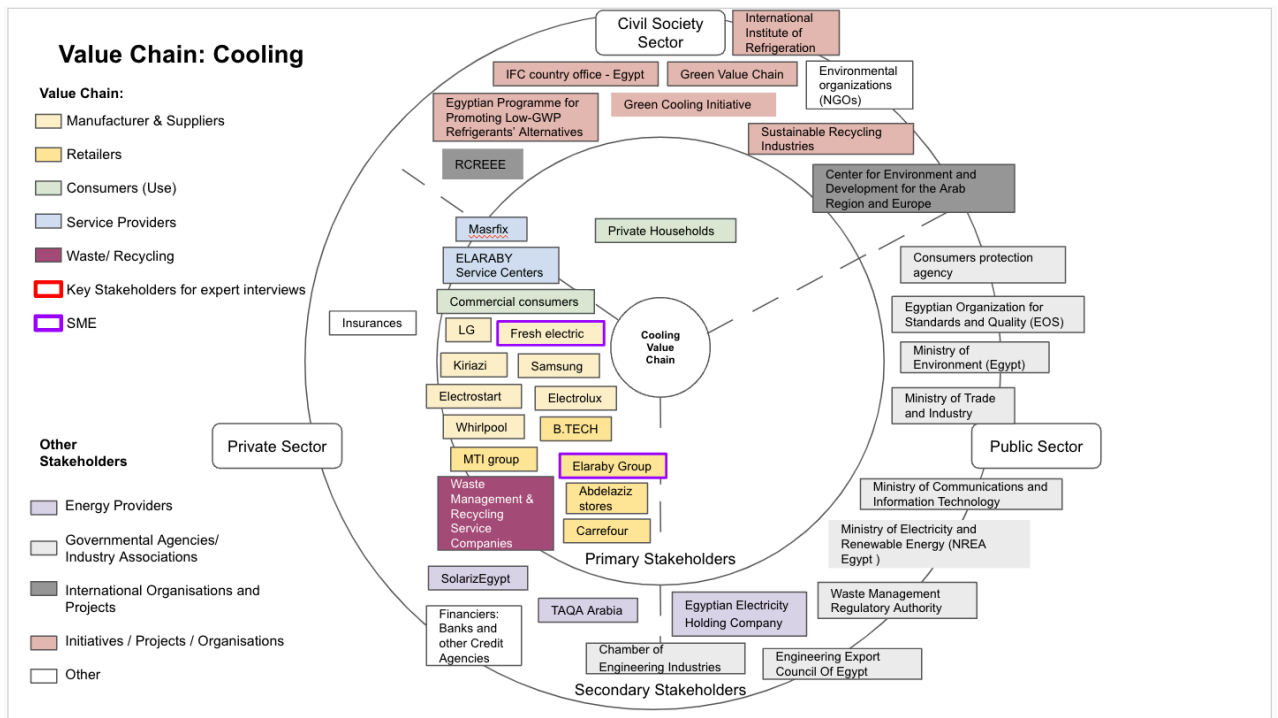 Value Chain: Cooling
Value Chain:
Manufacturer & Suppliers
Retailers
Consumers (Use)
Service Providers
Waste/ Recycling
Key Stakeholders for expert interviews
SME
Other
Stakeholders
Energy Providers
Governmental Agencies/
Industry Associations
International Organisations and
Projects
Initiatives / Projects / Organisations
Other
Civil Society
Sector
International
Institute of
Refrigeration
IFC country office - Egypt
Green Value Chain
Environmental
organizations
(NGOs)
Egyptian Programme for
Promoting Low-GWP
Refrigerants' Alternatives
Green Cooling Initiative
Sustainable Recycling
Industries
RCREEE
Center for Environment and
Development for the Arab
Region and Europe
Masrfix
Private Households
ELARABY
Service Centers
Commercial consumers
Insurances
LG
Fresh electric
Cooling
Value
Chain
Kiriazi
Samsung
Electrostart
Electrolux
Whirlpool
B.TECH
MTI group
Elaraby Group
Waste
Management &
Recycling
Service
Companies
Abdelaziz
stores
Carrefour
Primary Stakeholders
Private Sector
Consumers protection
agency
Egyptian Organization for
Standards and Quality (EOS)
Ministry of
Environment (Egypt)
Ministry of Trade
and Industry
Public Sector
Ministry of Communications and
Information Technology
Ministry of Electricity and
Renewable Energy (NREA
Egypt )
Waste Management
Regulatory Authority
SolarizEgypt
TAQA Arabia
Egyptian Electricity
Holding Company
Financiers:
Banks and
other Credit
Agencies
Chamber of
Engineering Industries
Engineering Export
Council Of Egypt
Secondary Stakeholders